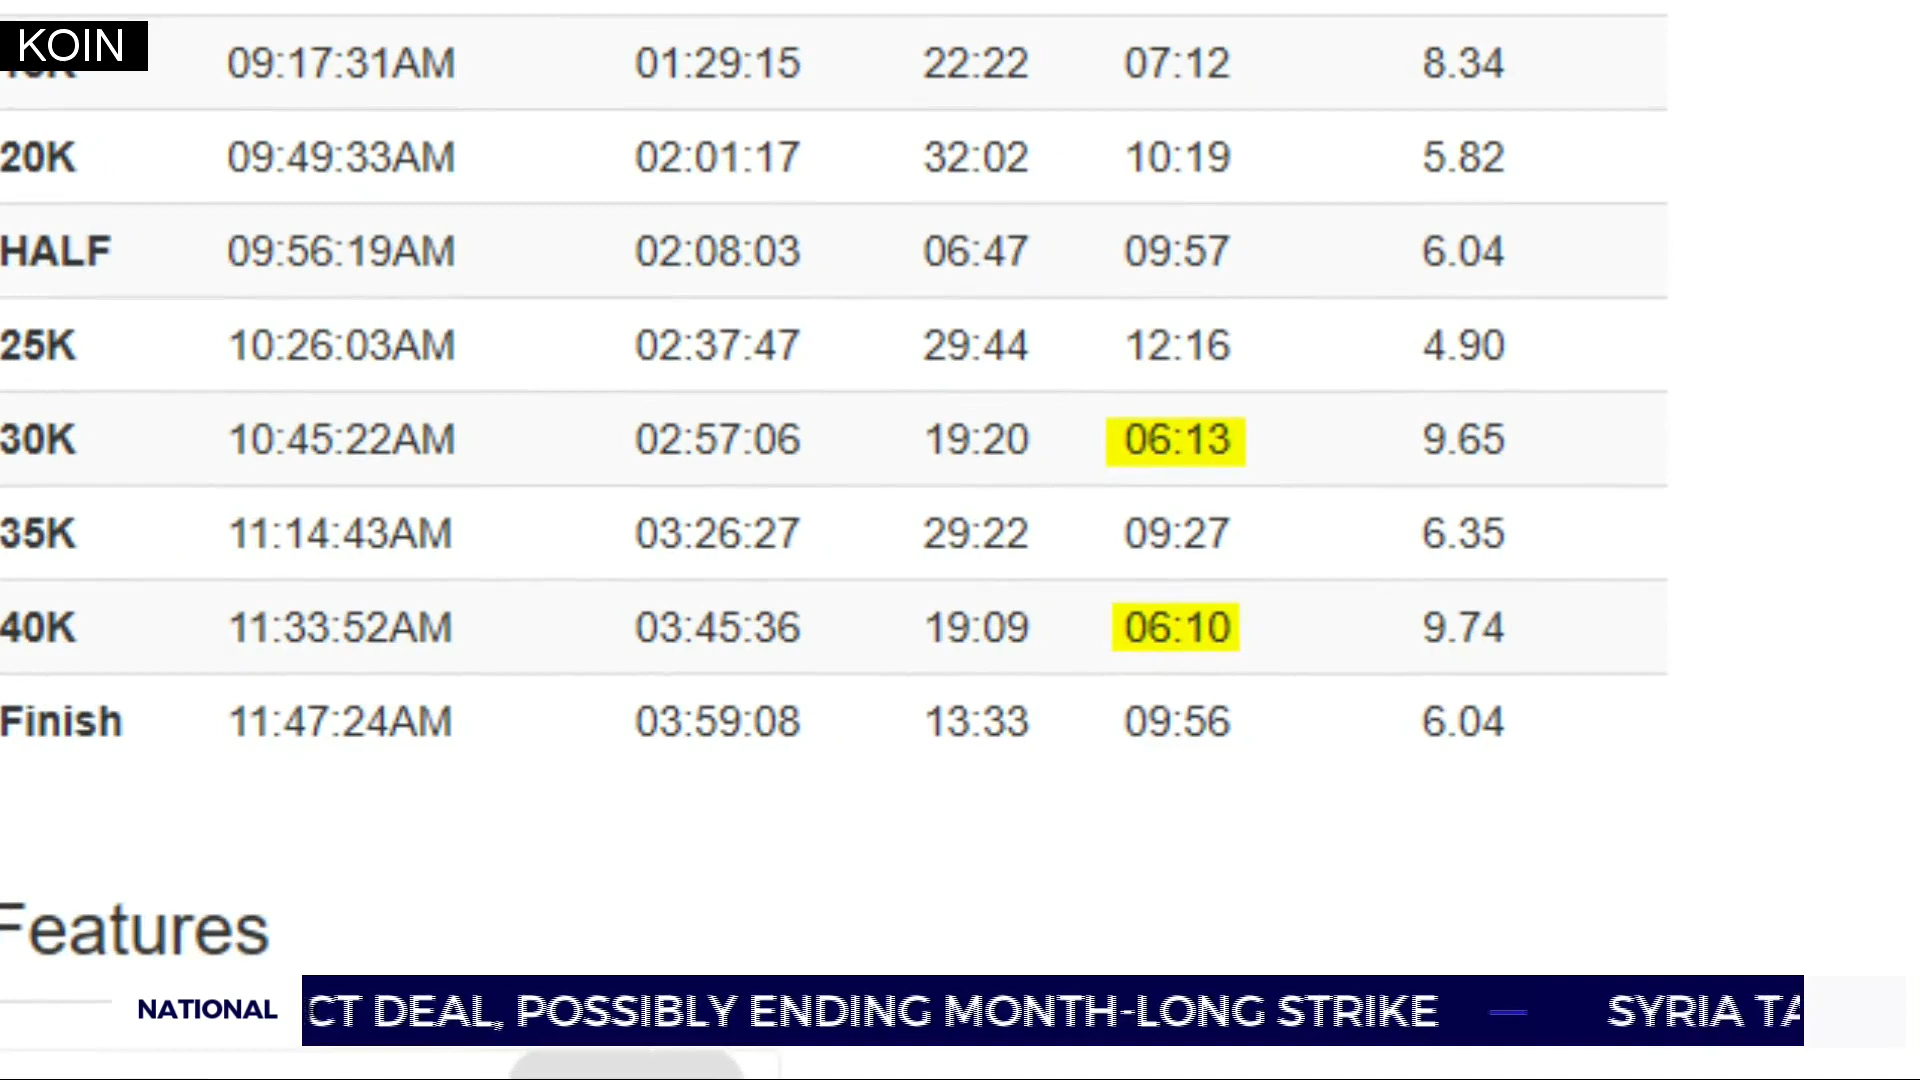 KOIN
09:17:31AM 01:29:15 22:22 07:12 8.34
20K 09:49:33AM 02:01:17 32:02 10:19 5.82
HALF 09:56:19AM 02:08:03 06:47 09:57 6.04
25K 10:26:03AM 02:37:47 29:44 12:16 4.90
30K 10:45:22AM 02:57:06 19:20 06:13 9.65
35K 11:14:43AM 03:26:27 29:22 09:27 6.35
40K 11:33:52AM 03:45:36 19:09 06:10 9.74
Finish 11:47:24AM 03:59:08 13:33 09:56 6.04
Features
NATIONAL CT DEAL, POSSIBLY ENDING MONTH-LONG STRIKE — SYRIA TA